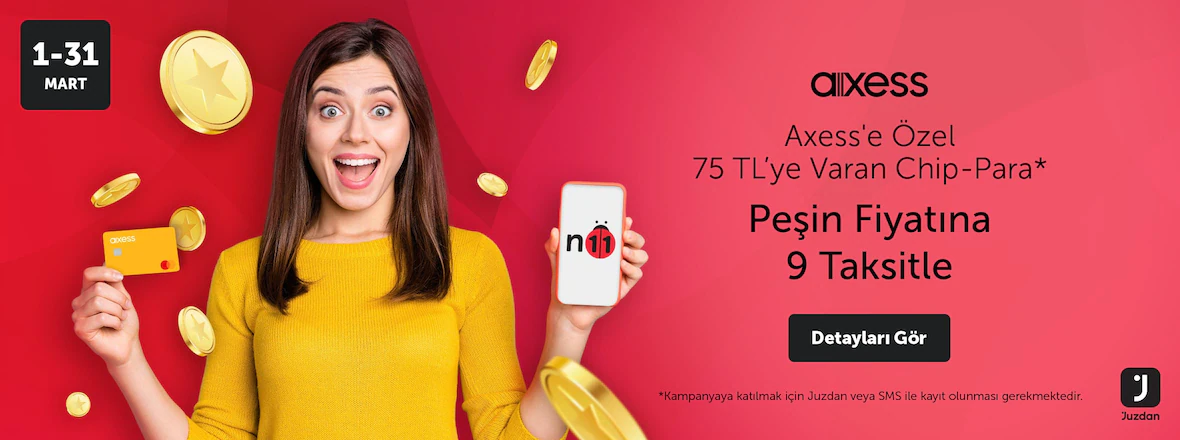 1-31
MART
axess
Axess'e Özel
75 TL'ye Varan Chip-Para*
Peşin Fiyatına
9 Taksitle
Detayları Gör
*Kampanyaya katılmak için Juzdan veya SMS ile kayıt olunması gerekmektedir.
Juzdan
axess
n11